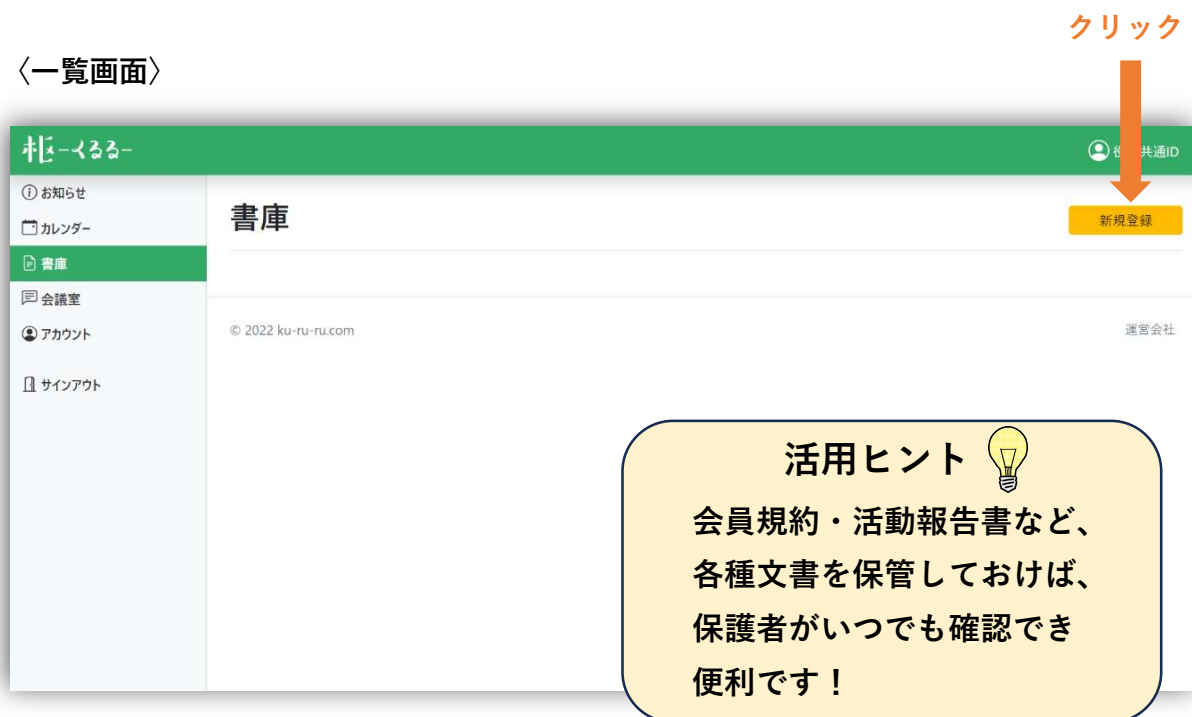 クリック
〈一覧画面〉
枢-くるる-
共通ID
お知らせ
カレンダー
書庫
会議室
アカウント
サインアウト
書庫
新規登録
© 2022 ku-ru-ru.com
運営会社
活用ヒント
会員規約・活動報告書など、
各種文書を保管しておけば、
保護者がいつでも確認でき
便利です！